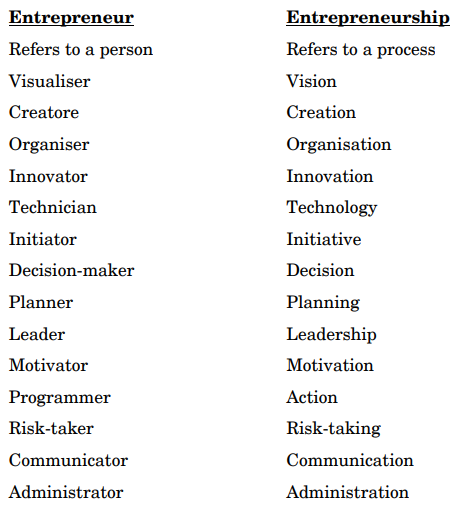 Entrepreneur Entrepreneurship
Refers to a person Refers to a process
Visualiser Vision
Creatore Creation
Organiser Organisation
Innovator Innovation
Technician Technology
Initiator Initiative
Decision-maker Decision
Planner Planning
Leader Leadership
Motivator Motivation
Programmer Action
Risk-taker Risk-taking
Communicator Communication
Administrator Administration